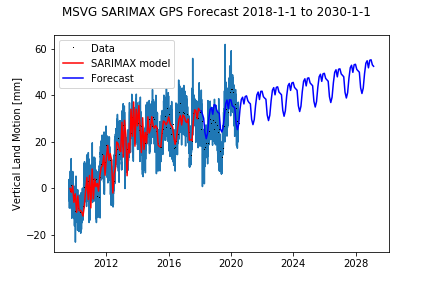 MSVG SARIMAX GPS Forecast 2018-1-1 to 2030-1-1
Data
SARIMAX model
Forecast
Vertical Land Motion [mm]
60
40
20
0
−20
2012
2016
2020
2024
2028